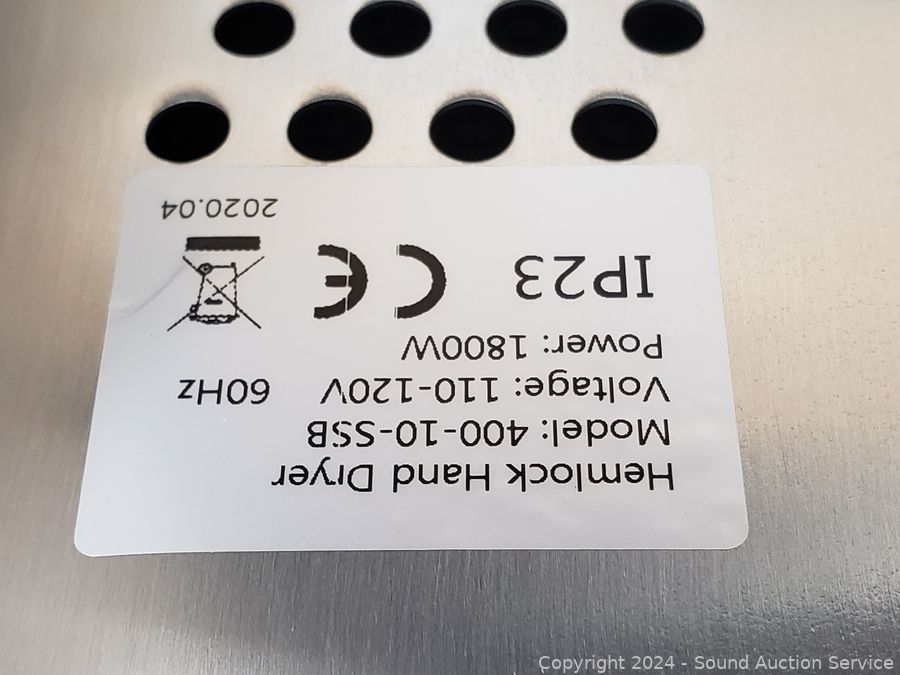 Hemlock Hand Dryer
Model: 400-10-SSB
Voltage: 110-120V 60Hz
Power: 1800W
IP23 CE
2020.04
Copyright 2024 - Sound Auction Service